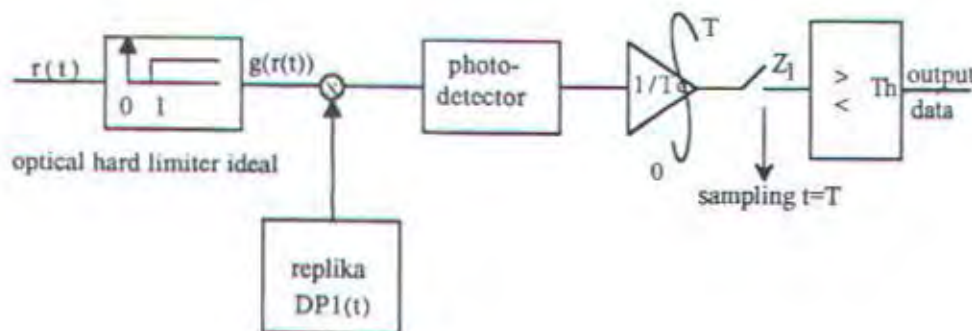 r(t)
0 1
g(r(t))
optical hard limiter ideal
replika
DP1(t)
photo-
detector
1/T
T
0
Z1
sampling t=T
>
<
Th
output
data